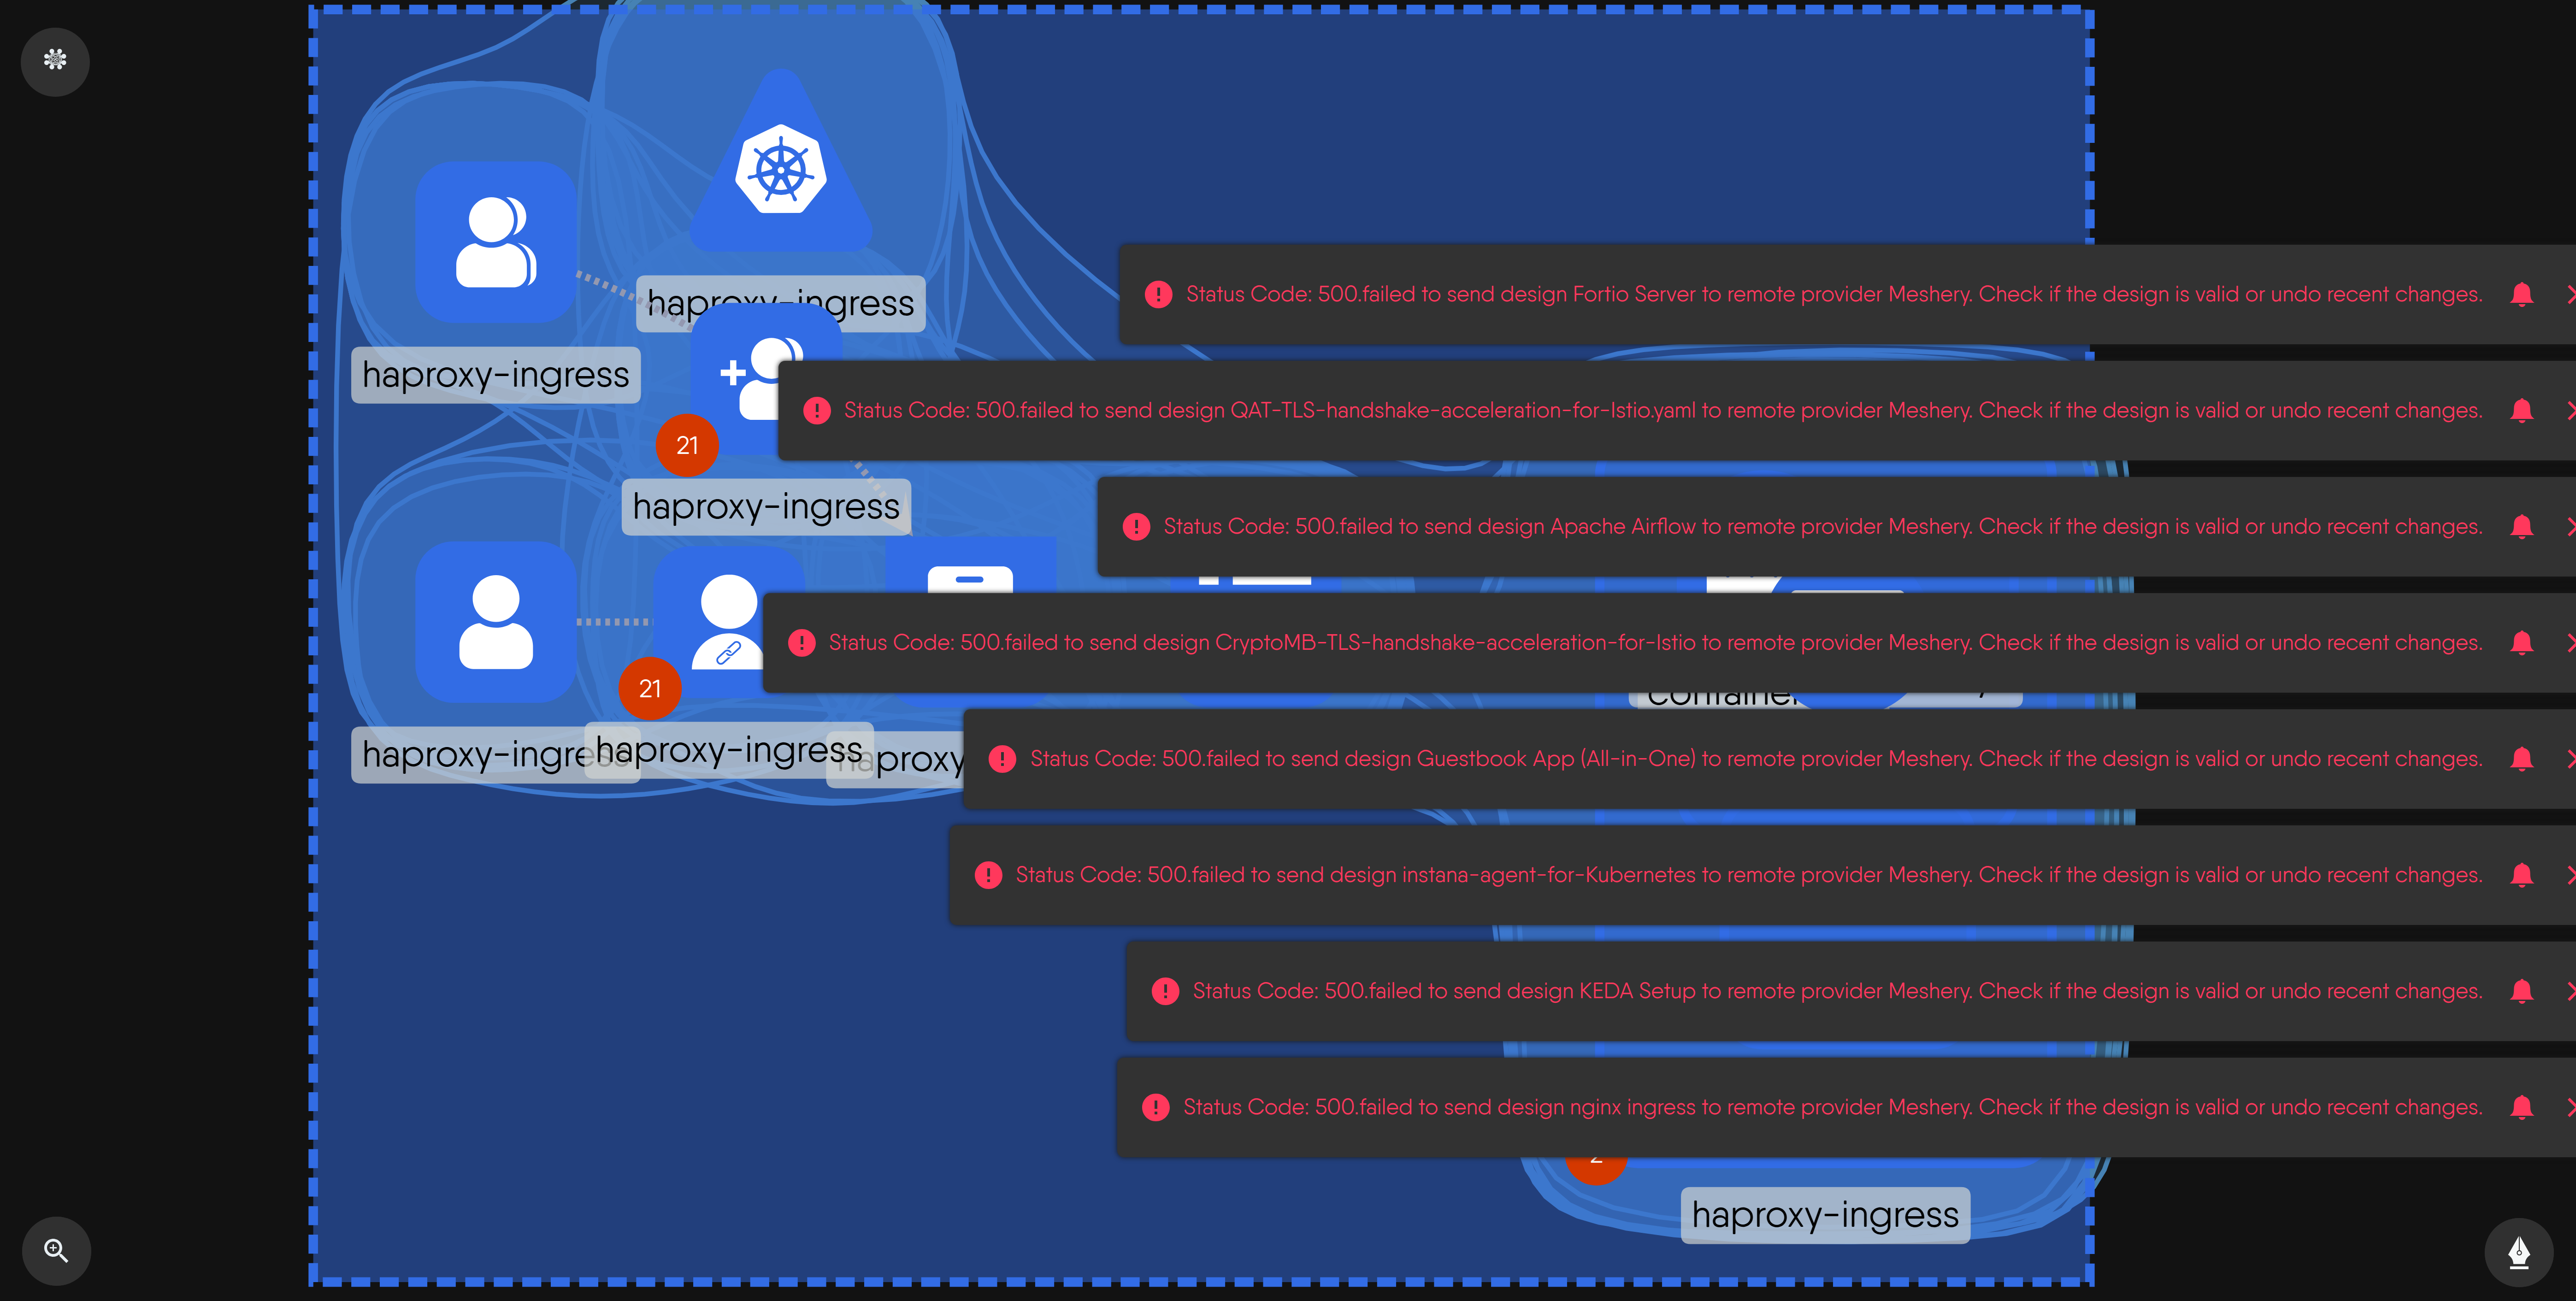 haproxy-ingress
Status Code: 500.failed to send design Fortio Server to remote provider Meshery. Check if the design is valid or undo recent changes.
haproxy-ingress
Status Code: 500.failed to send design QAT-TLS-handshake-acceleration-for-Istio.yaml to remote provider Meshery. Check if the design is valid or undo recent changes.
21
haproxy-ingress
Status Code: 500.failed to send design Apache Airflow to remote provider Meshery. Check if the design is valid or undo recent changes.
Status Code: 500.failed to send design CryptoMB-TLS-handshake-acceleration-for-Istio to remote provider Meshery. Check if the design is valid or undo recent changes.
21
container
haproxy-ingress
haproxy-ingress
haproxy
Status Code: 500.failed to send design Guestbook App (All-in-One) to remote provider Meshery. Check if the design is valid or undo recent changes.
Status Code: 500.failed to send design instana-agent-for-Kubernetes to remote provider Meshery. Check if the design is valid or undo recent changes.
Status Code: 500.failed to send design KEDA Setup to remote provider Meshery. Check if the design is valid or undo recent changes.
Status Code: 500.failed to send design nginx ingress to remote provider Meshery. Check if the design is valid or undo recent changes.
2
haproxy-ingress